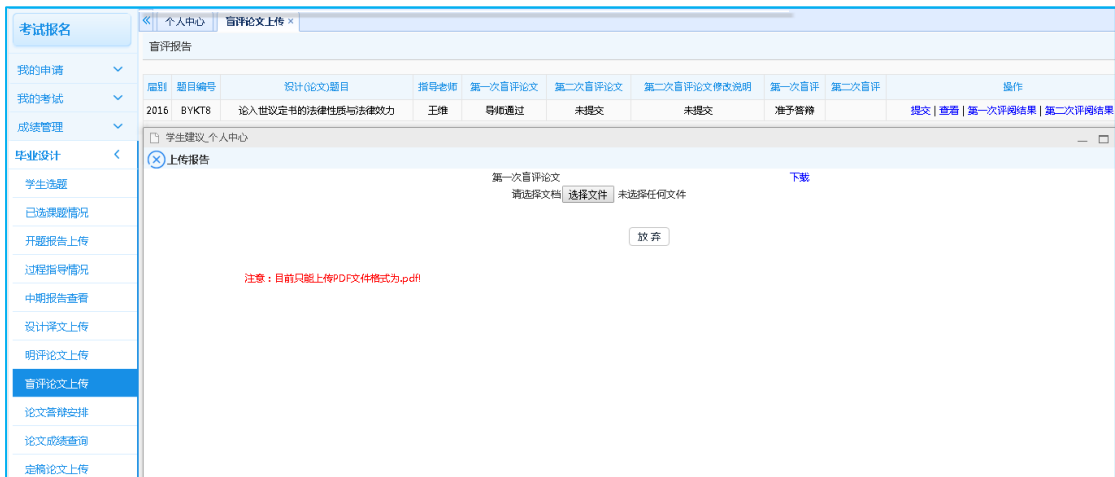 考试报名
我的申请
我的考试
成绩管理
毕业设计
学生选题
已选课题情况
开题报告上传
过程指导情况
中期报告查看
设计译文上传
明评论文上传
盲评论文上传
论文答辩安排
论文成绩查询
定稿论文上传
个人中心 盲评论文上传 ×
盲评报告
届别 题目编号 设计(论文)题目 指导老师 第一次盲评论文 第二次盲评论文 第二次盲评论文修改说明 第一次盲评 第二次盲评 操作
2016 BYKT8 论入世议定书的法律性质与法律效力 王维 导师通过 未提交 未提交 准予答辩 提交 | 查看 | 第一次评阅结果 | 第二次评阅结果
学生建议_个人中心
上传报告
第一次盲评论文 下载
请选择文档 选择文件 未选择任何文件
放 弃
注意：目前只能上传PDF文件格式为.pdf!